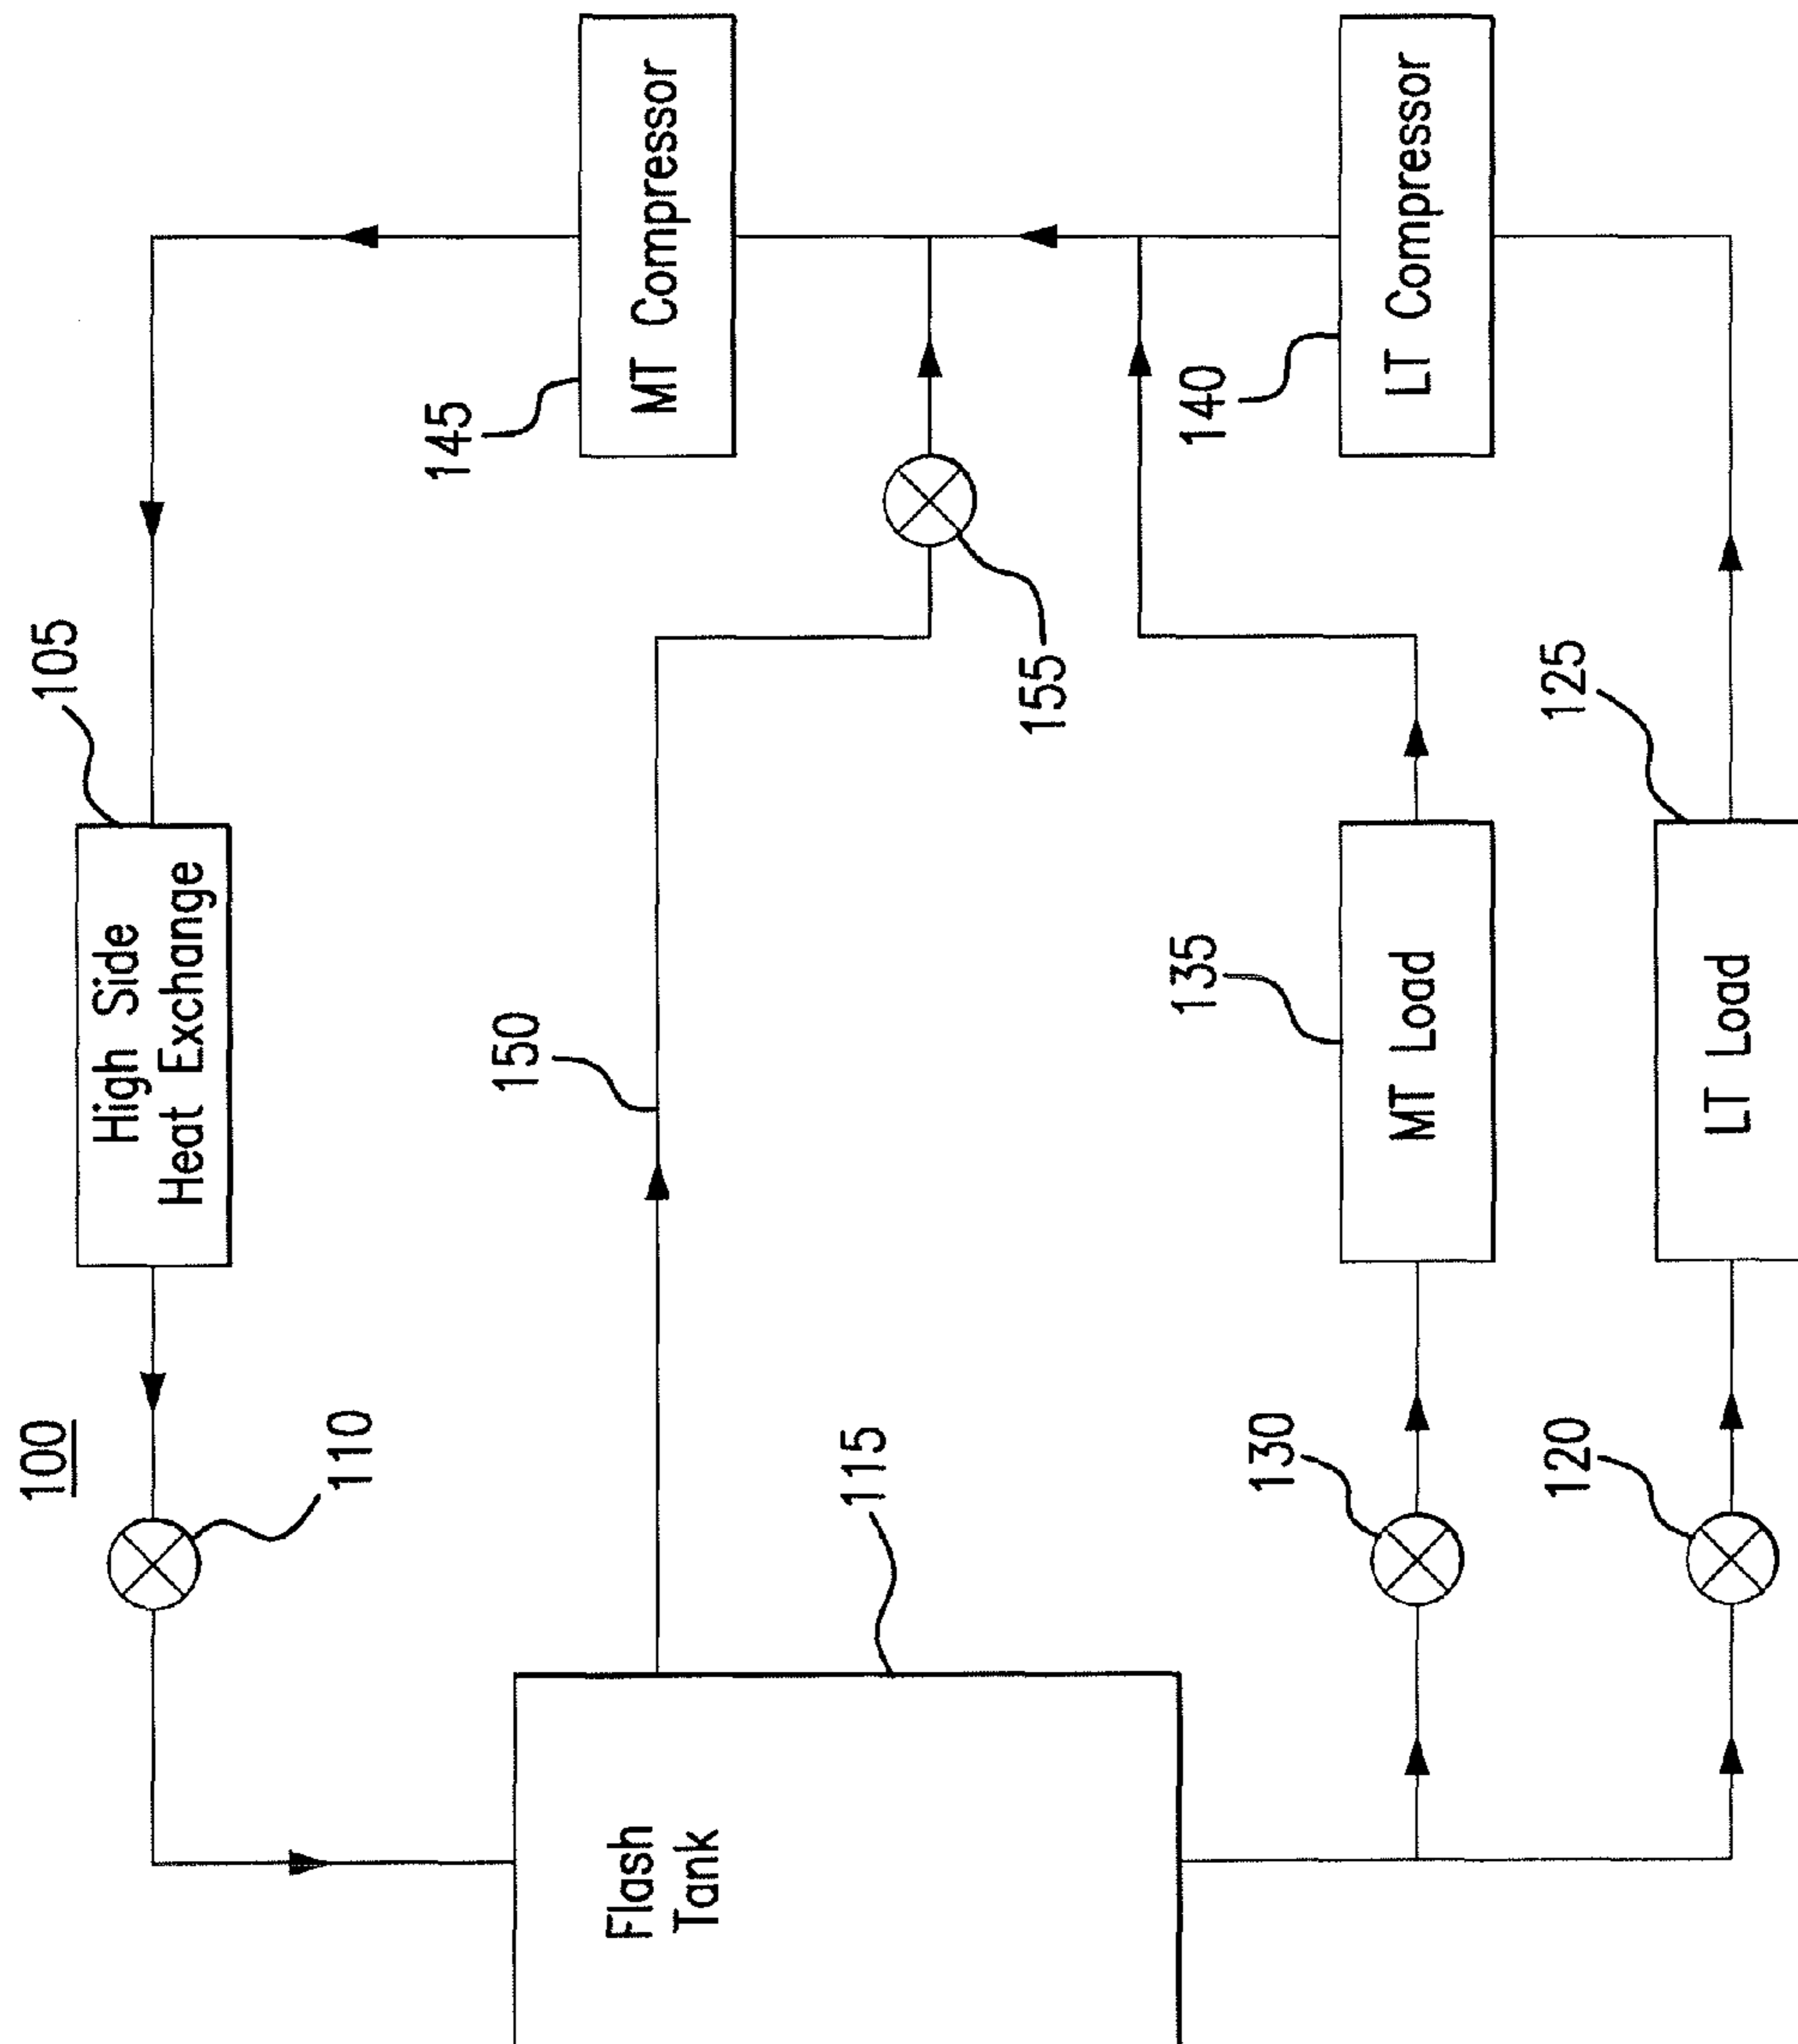 100
High Side
Heat Exchange
105
110
145
MT Compressor
150
155
Flash
Tank
115
130
135
MT Load
140
LT Compressor
120
LT Load
125